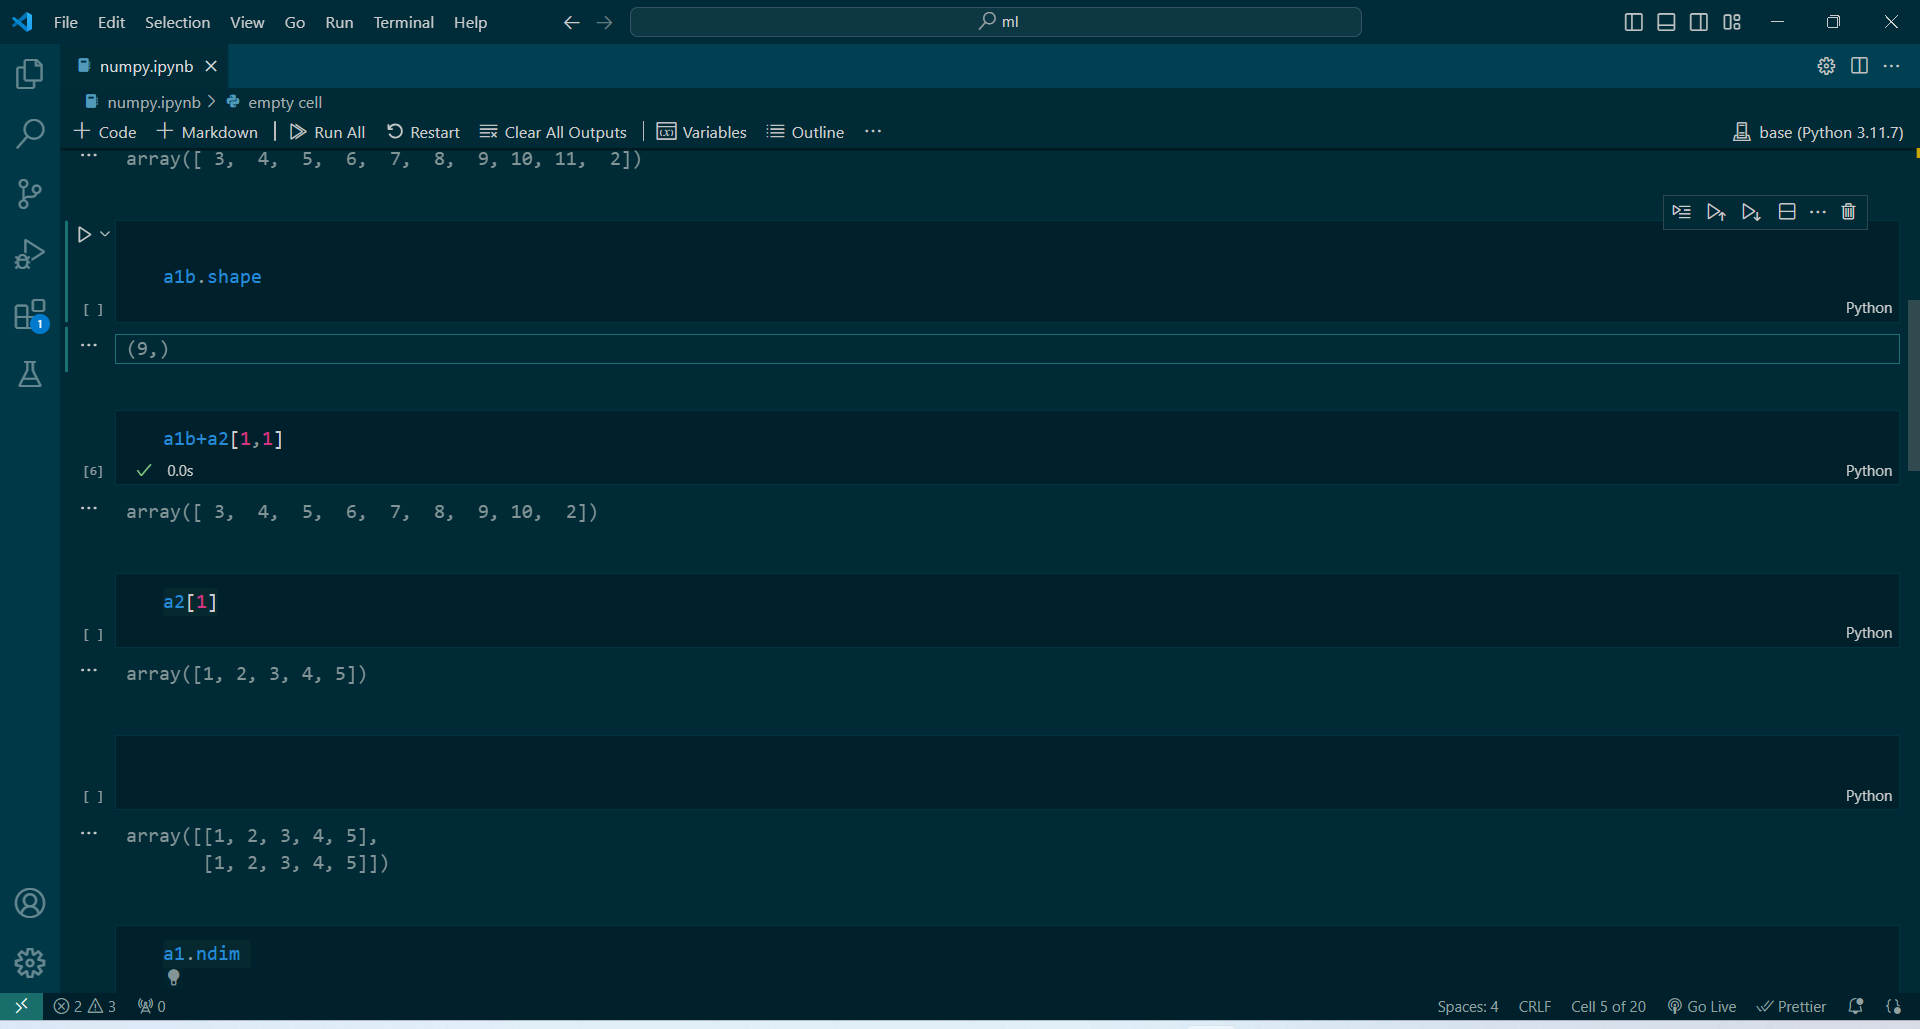 File Edit Selection View Go Run Terminal Help ml
numpy.ipynb
numpy.ipynb > empty cell
Code Markdown Run All Restart Clear All Outputs Variables Outline ... base (Python 3.11.7)
array([ 3,  4,  5,  6,  7,  8,  9, 10, 11,  2])
a1b.shape
[ ] Python
(9,)
a1b+a2[1,1]
[6] 0.0s Python
array([ 3,  4,  5,  6,  7,  8,  9, 10,  2])
a2[1]
[ ] Python
array([1, 2, 3, 4, 5])
[ ] Python
array([[1, 2, 3, 4, 5],
       [1, 2, 3, 4, 5]])
a1.ndim
2 3 0 Spaces: 4 CRLF Cell 5 of 20 Go Live Prettier
1